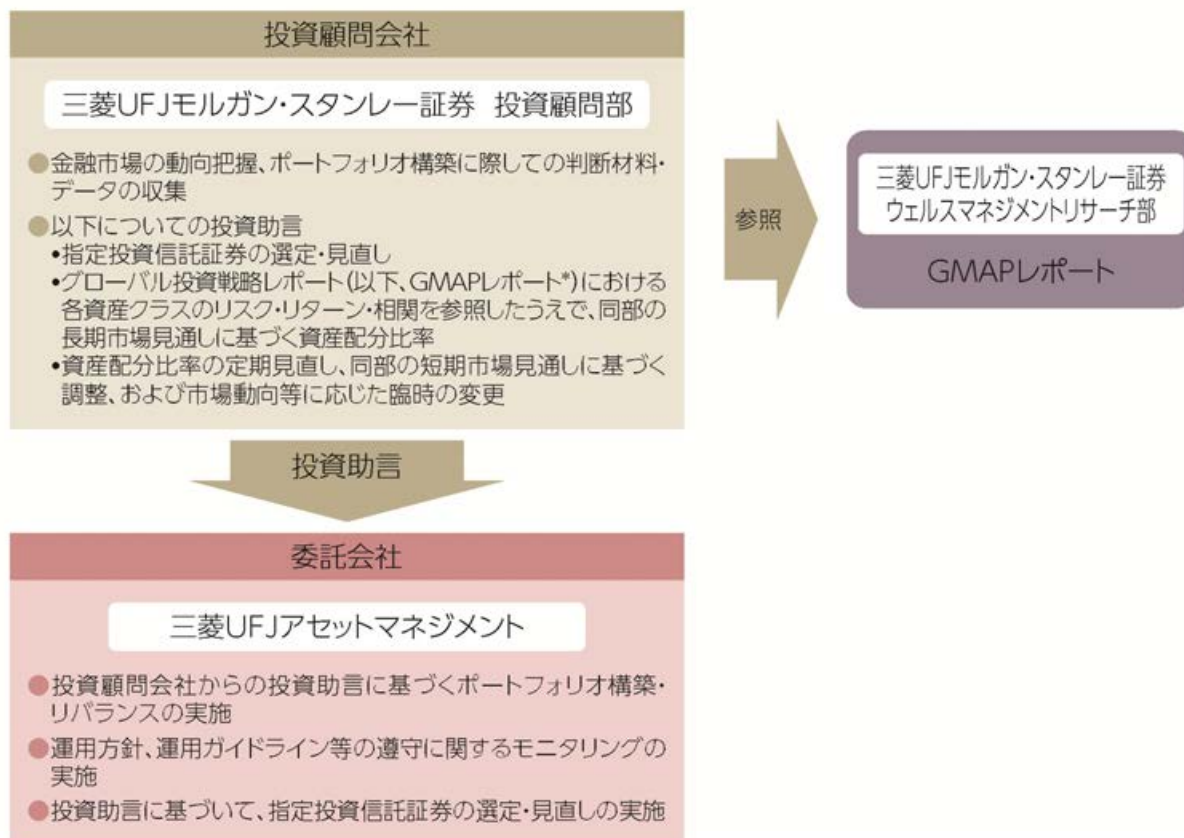 投資顧問会社
三菱UFJモルガン・スタンレー証券 投資顧問部
●金融市場の動向把握、ポートフォリオ構築に際しての判断材料・
データの収集
●以下についての投資助言
•指定投資信託証券の選定・見直し
•グローバル投資戦略レポート(以下、GMAPレポート*)における
各資産クラスのリスク・リターン・相関を参照したうえで、同部の
長期市場見通しに基づく資産配分比率
•資産配分比率の定期見直し、同部の短期市場見通しに基づく
調整、および市場動向等に応じた臨時の変更
参照
三菱UFJモルガン・スタンレー証券
ウェルスマネジメントリサーチ部
GMAPレポート
投資助言
委託会社
三菱UFJアセットマネジメント
●投資顧問会社からの投資助言に基づくポートフォリオ構築・
リバランスの実施
●運用方針、運用ガイドライン等の遵守に関するモニタリングの
実施
●投資助言に基づいて、指定投資信託証券の選定・見直しの実施